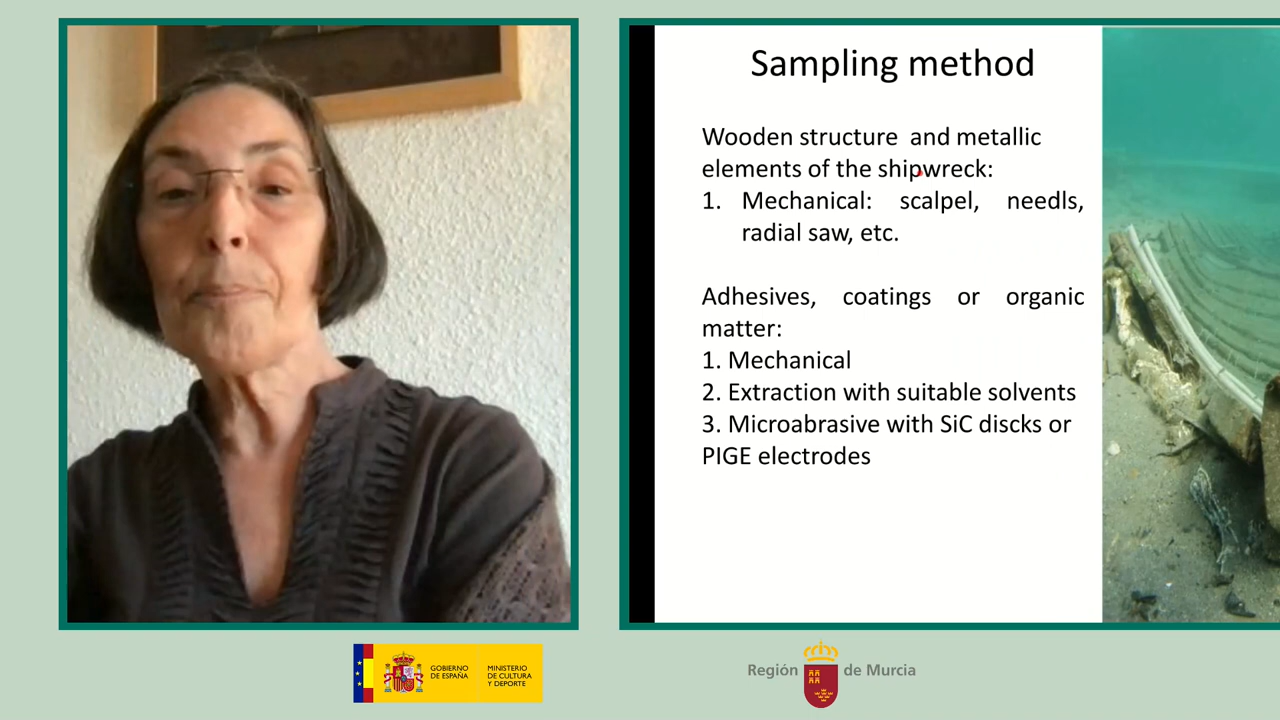 Sampling method
Wooden structure and metallic
elements of the shipwreck:
1. Mechanical: scalpel, needls,
radial saw, etc.
Adhesives, coatings or organic
matter:
1. Mechanical
2. Extraction with suitable solvents
3. Microabrasive with SiC discks or
PIGE electrodes
GOBIERNO
DE ESPAÑA
MINISTERIO
DE CULTURA
Y DEPORTE
Región de Murcia